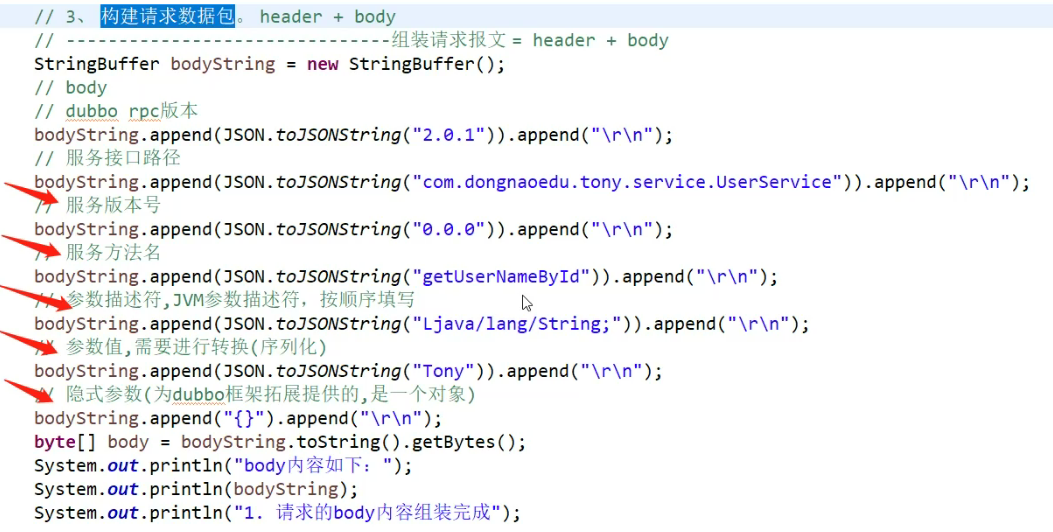 // 3、 构建请求数据包。 header + body
// -------------------------------组装请求报文 = header + body
StringBuffer bodyString = new StringBuffer();
// body
// dubbo rpc版本
bodyString.append(JSON.toJSONString("2.0.1")).append("\r\n");
// 服务接口路径
bodyString.append(JSON.toJSONString("com.dongnaoedu.tony.service.UserService")).append("\r\n");
// 服务版本号
bodyString.append(JSON.toJSONString("0.0.0")).append("\r\n");
// 服务方法名
bodyString.append(JSON.toJSONString("getUserNameById")).append("\r\n");
// 参数描述符,JVM参数描述符，按顺序填写
bodyString.append(JSON.toJSONString("Ljava/lang/String;")).append("\r\n");
// 参数值,需要进行转换(序列化)
bodyString.append(JSON.toJSONString("Tony")).append("\r\n");
// 隐式参数(为dubbo框架拓展提供的,是一个对象)
bodyString.append("{}").append("\r\n");
byte[] body = bodyString.toString().getBytes();
System.out.println("body内容如下：");
System.out.println(bodyString);
System.out.println("1. 请求的body内容组装完成");